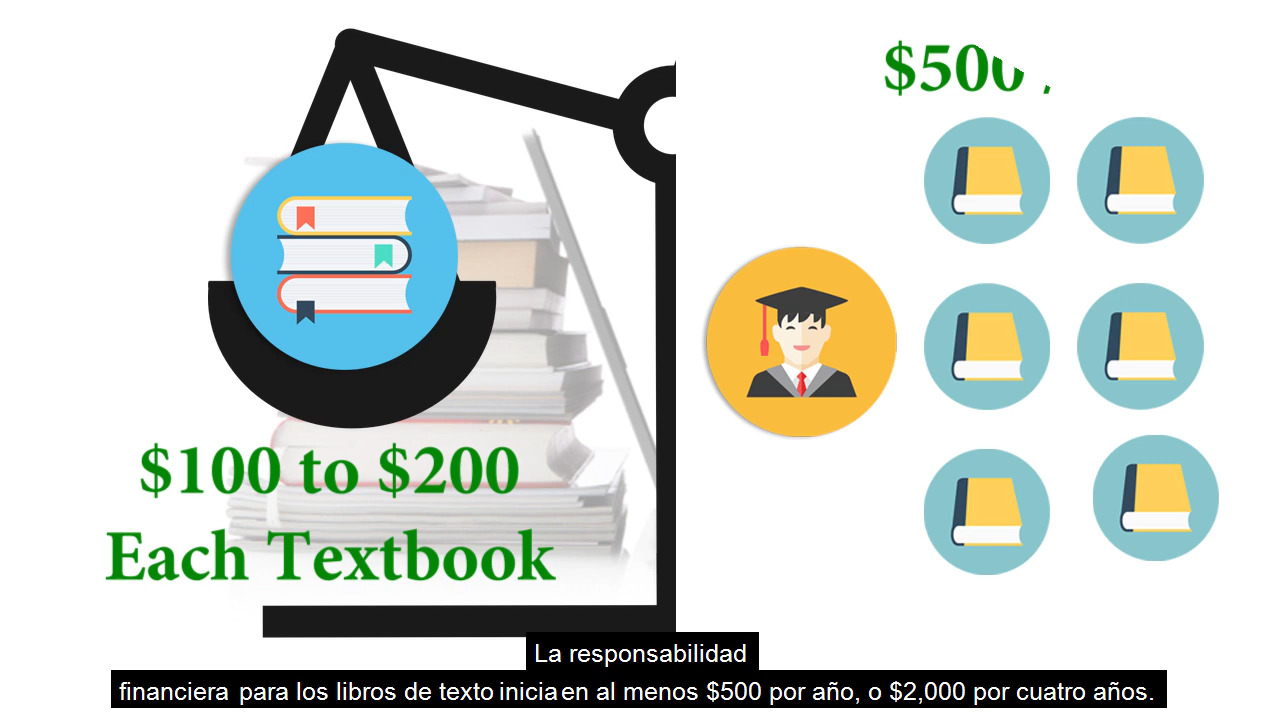 $500
$100 to $200
Each Textbook
La responsabilidad
financiera para los libros de texto inicia en al menos $500 por año, o $2,000 por cuatro años.